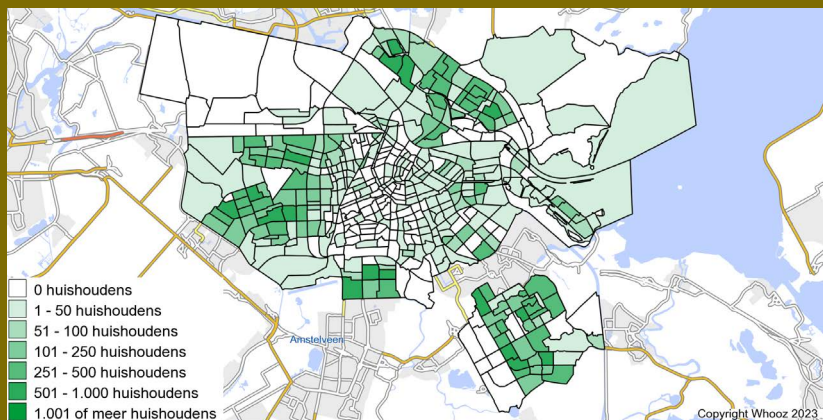 0 huishoudens
1 - 50 huishoudens
51 - 100 huishoudens
101 - 250 huishoudens
251 - 500 huishoudens
501 - 1.000 huishoudens
1.001 of meer huishoudens
Amstelveen
Copyright Whooz 2023